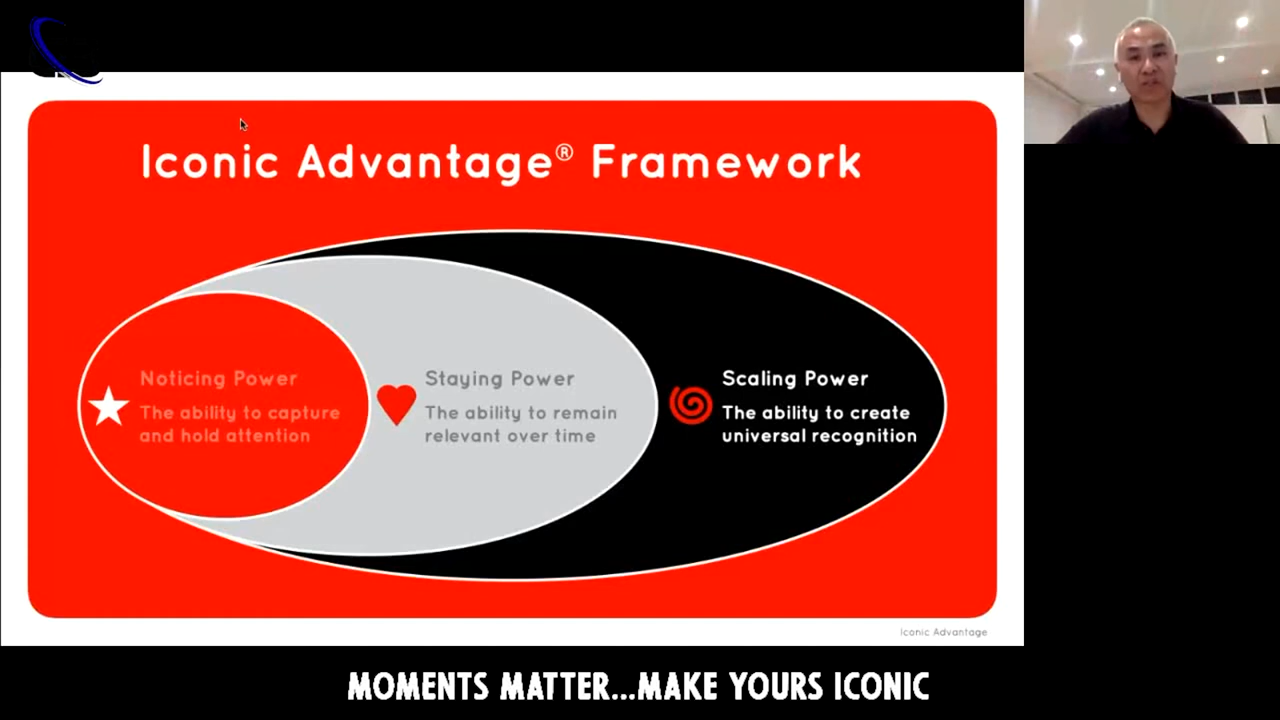 Iconic Advantage® Framework
Noticing Power
The ability to capture
and hold attention
Staying Power
The ability to remain
relevant over time
Scaling Power
The ability to create
universal recognition
Iconic Advantage
MOMENTS MATTER...MAKE YOURS ICONIC